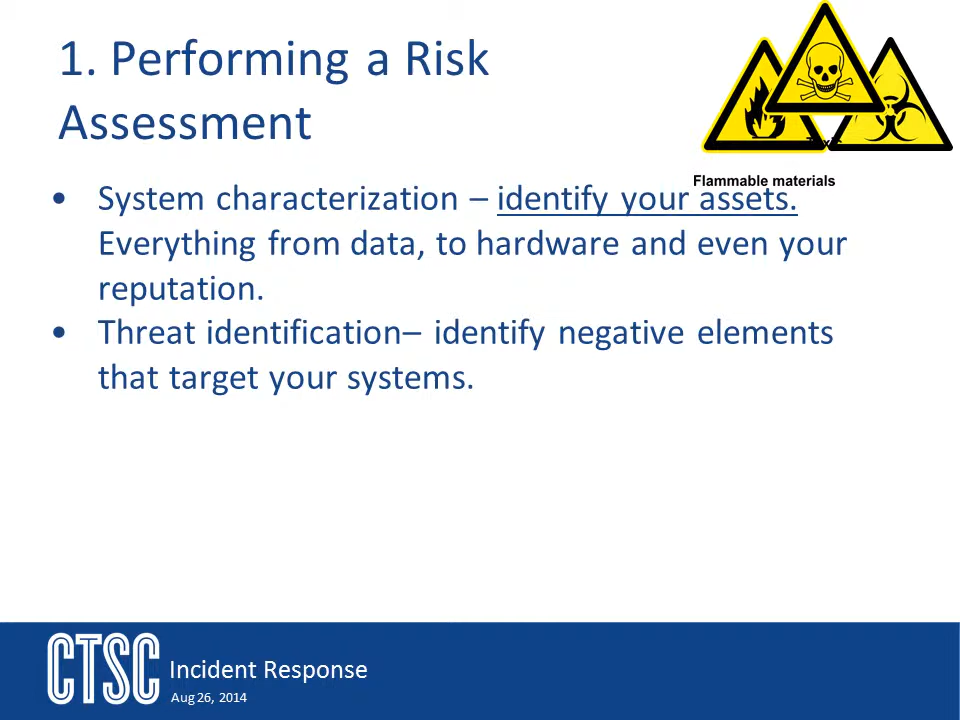 1. Performing a Risk
Assessment
Toxic
Flammable materials
• System characterization – identify your assets.
Everything from data, to hardware and even your
reputation.
• Threat identification– identify negative elements
that target your systems.
CTSC
Incident Response
Aug 26, 2014